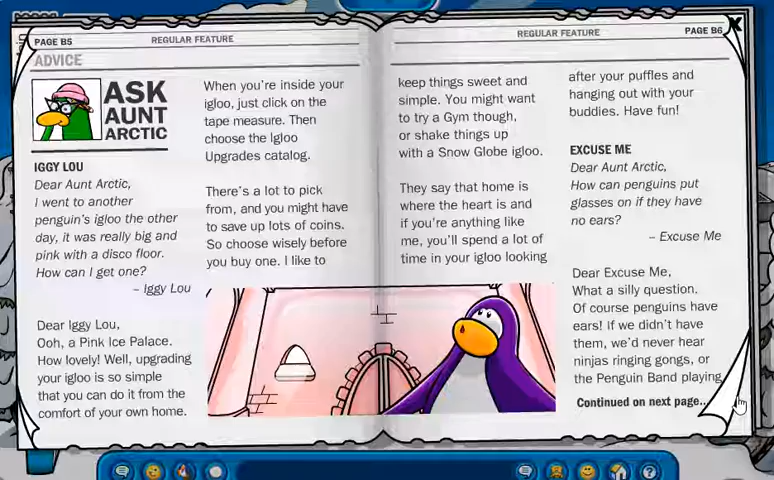 PAGE B5
REGULAR FEATURE
REGULAR FEATURE
PAGE B6
ADVICE
ASK
AUNT
ARCTIC
IGGY LOU
Dear Aunt Arctic,
I went to another
penguin's igloo the other
day, it was really big and
pink with a disco floor.
How can I get one?
– Iggy Lou
Dear Iggy Lou,
Ooh, a Pink Ice Palace.
How lovely! Well, upgrading
your igloo is so simple
that you can do it from the
comfort of your own home.
When you're inside your
igloo, just click on the
tape measure. Then
choose the Igloo
Upgrades catalog.
There's a lot to pick
from, and you might have
to save up lots of coins.
So choose wisely before
you buy one. I like to
keep things sweet and
simple. You might want
to try a Gym though,
or shake things up
with a Snow Globe igloo.
They say that home is
where the heart is and
if you're anything like
me, you'll spend a lot of
time in your igloo looking
after your puffles and
hanging out with your
buddies. Have fun!
EXCUSE ME
Dear Aunt Arctic,
How can penguins put
glasses on if they have
no ears?
– Excuse Me
Dear Excuse Me,
What a silly question.
Of course penguins have
ears! If we didn't have
them, we'd never hear
ninjas ringing gongs, or
the Penguin Band playing
Continued on next page...